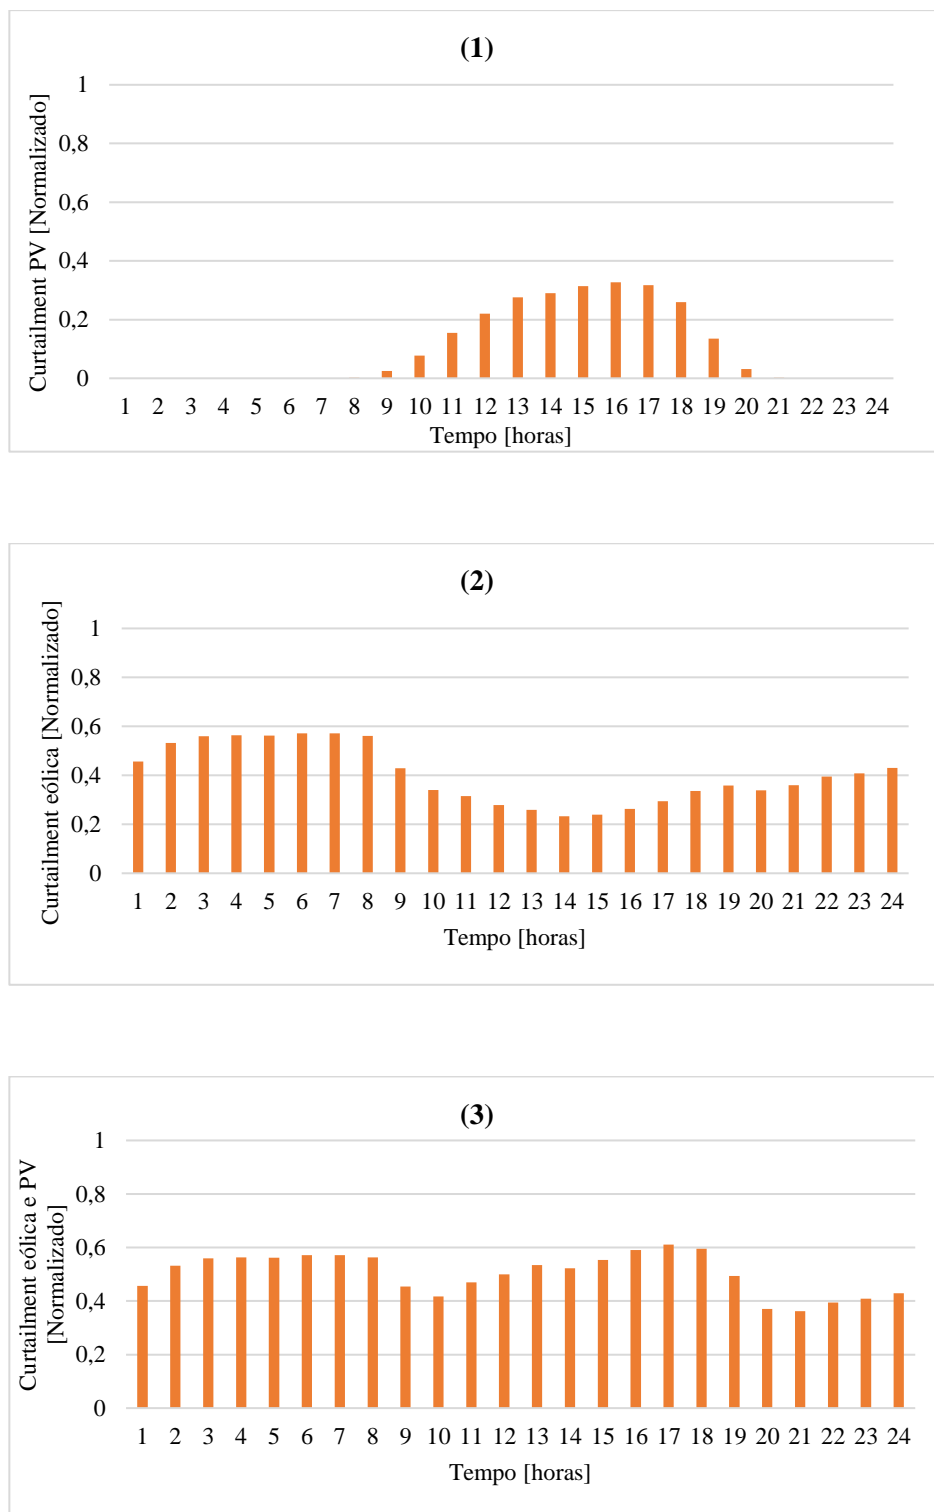 (1)
Curtailment PV [Normalizado]
1
0,8
0,6
0,4
0,2
0
1 2 3 4 5 6 7 8 9 10 11 12 13 14 15 16 17 18 19 20 21 22 23 24
Tempo [horas]
(2)
Curtailment eólica [Normalizado]
1
0,8
0,6
0,4
0,2
0
1 2 3 4 5 6 7 8 9 10 11 12 13 14 15 16 17 18 19 20 21 22 23 24
Tempo [horas]
(3)
Curtailment eólica e PV
[Normalizado]
1
0,8
0,6
0,4
0,2
0
1 2 3 4 5 6 7 8 9 10 11 12 13 14 15 16 17 18 19 20 21 22 23 24
Tempo [horas]